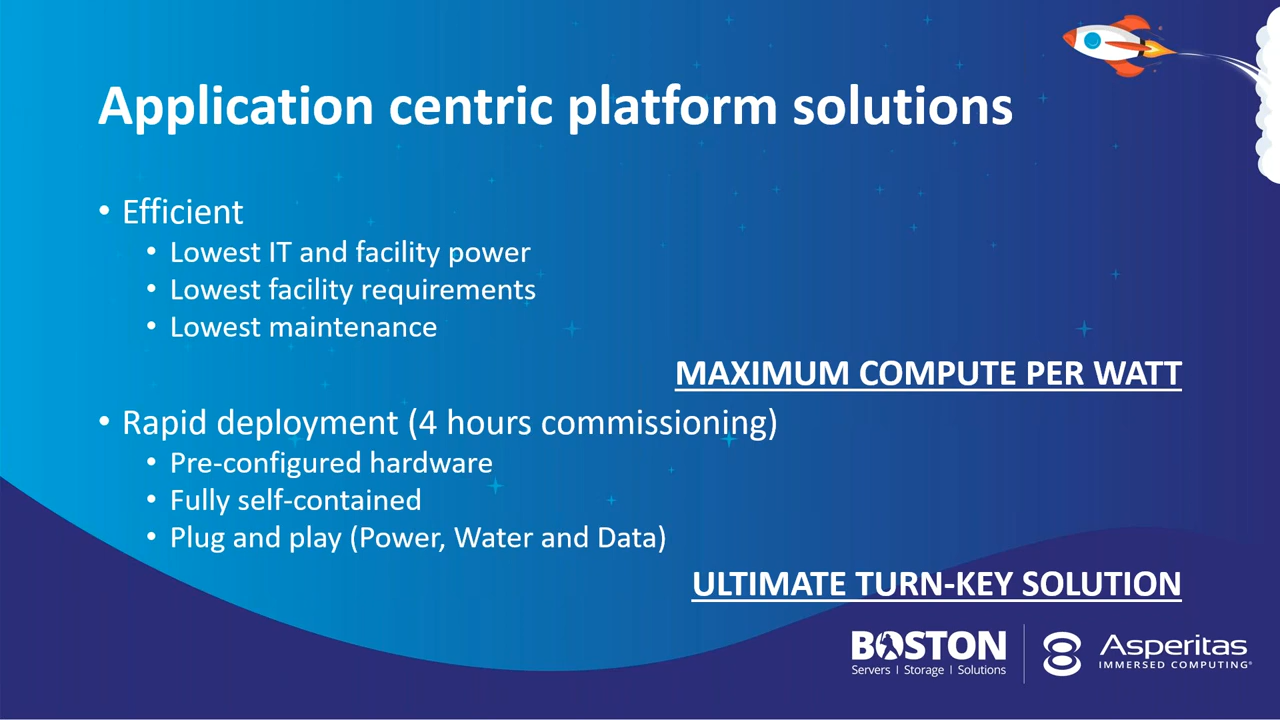 Application centric platform solutions
• Efficient
• Lowest IT and facility power
• Lowest facility requirements
• Lowest maintenance
MAXIMUM COMPUTE PER WATT
• Rapid deployment (4 hours commissioning)
• Pre-configured hardware
• Fully self-contained
• Plug and play (Power, Water and Data)
ULTIMATE TURN-KEY SOLUTION
BOSTON
Servers | Storage | Solutions
Asperitas
IMMERSED COMPUTING®